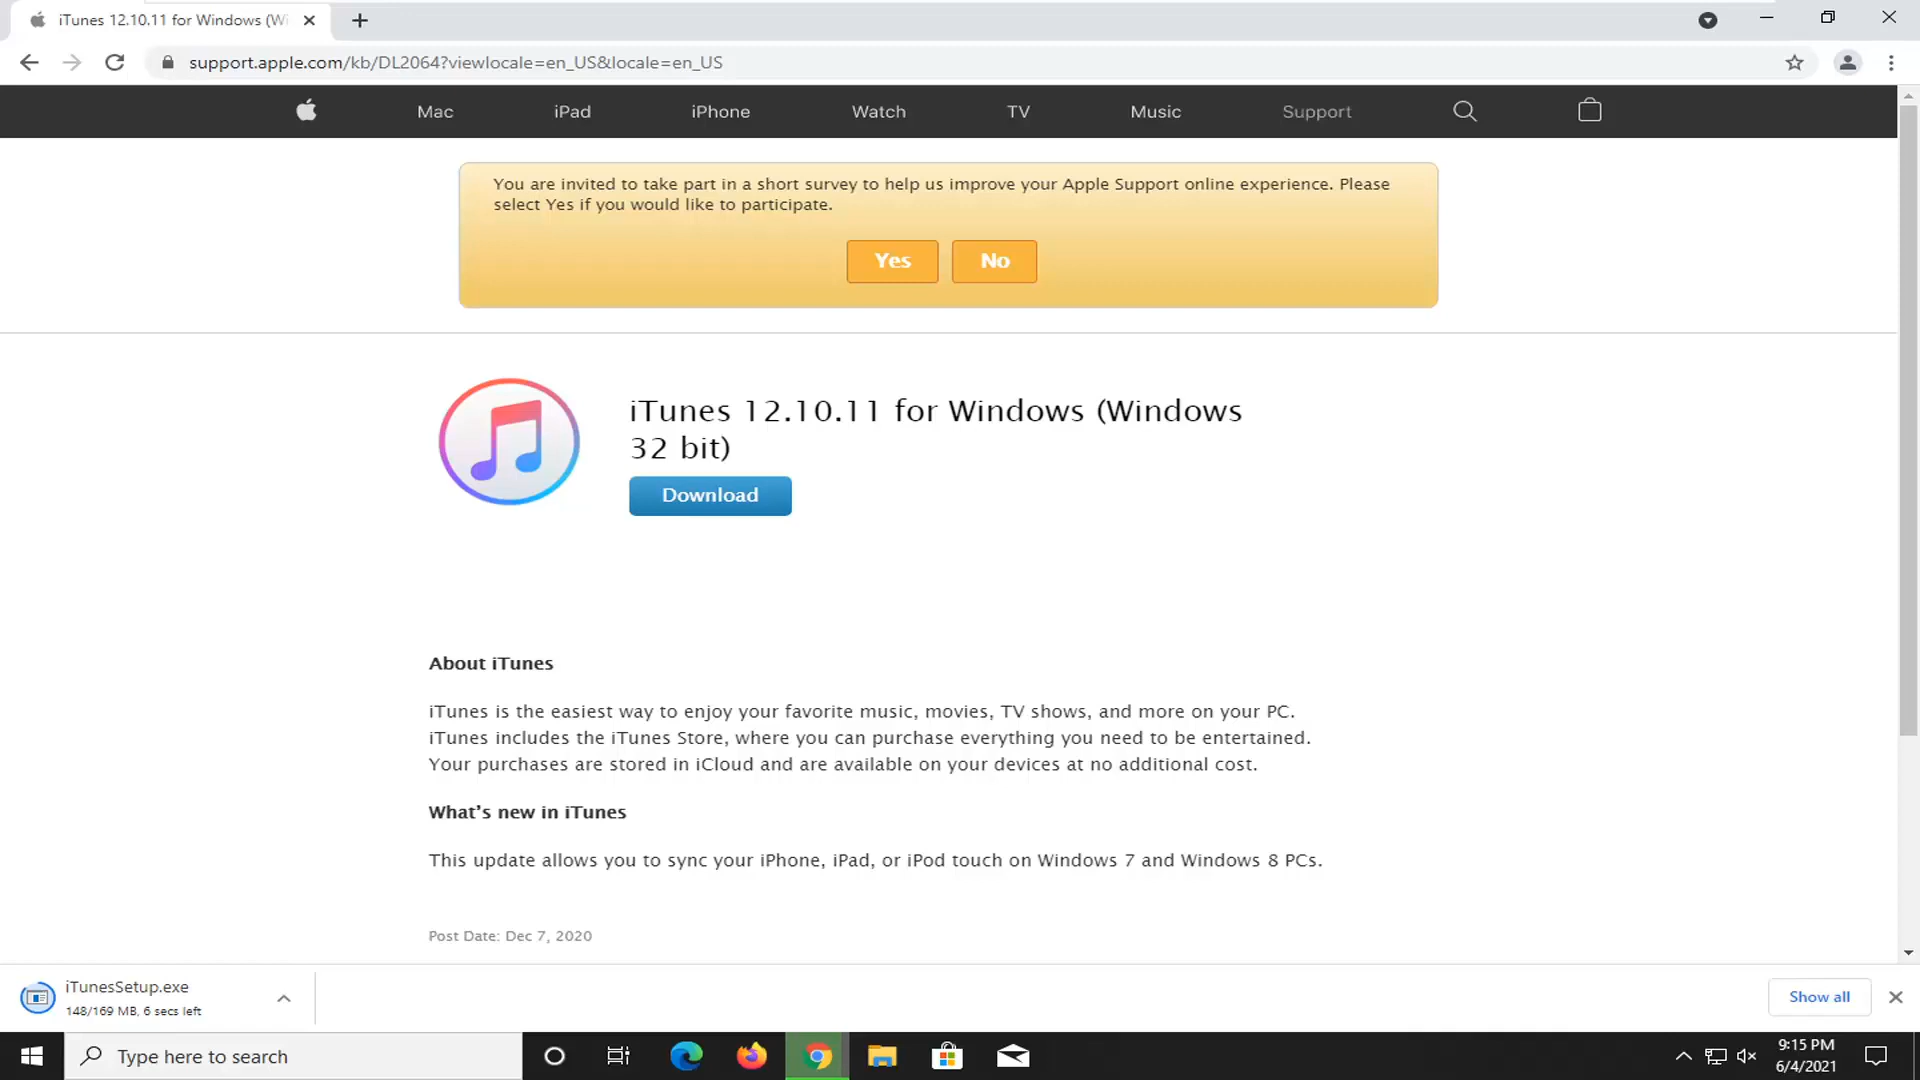 iTunes 12.10.11 for Windows (Wi
support.apple.com/kb/DL2064?viewlocale=en_US&locale=en_US
Mac iPad iPhone Watch TV Music Support
You are invited to take part in a short survey to help us improve your Apple Support online experience. Please
select Yes if you would like to participate.
Yes No
iTunes 12.10.11 for Windows (Windows
32 bit)
Download
About iTunes
iTunes is the easiest way to enjoy your favorite music, movies, TV shows, and more on your PC.
iTunes includes the iTunes Store, where you can purchase everything you need to be entertained.
Your purchases are stored in iCloud and are available on your devices at no additional cost.
What's new in iTunes
This update allows you to sync your iPhone, iPad, or iPod touch on Windows 7 and Windows 8 PCs.
Post Date: Dec 7, 2020
iTunesSetup.exe
148/169 MB, 6 secs left
Show all
Type here to search
9:15 PM
6/4/2021